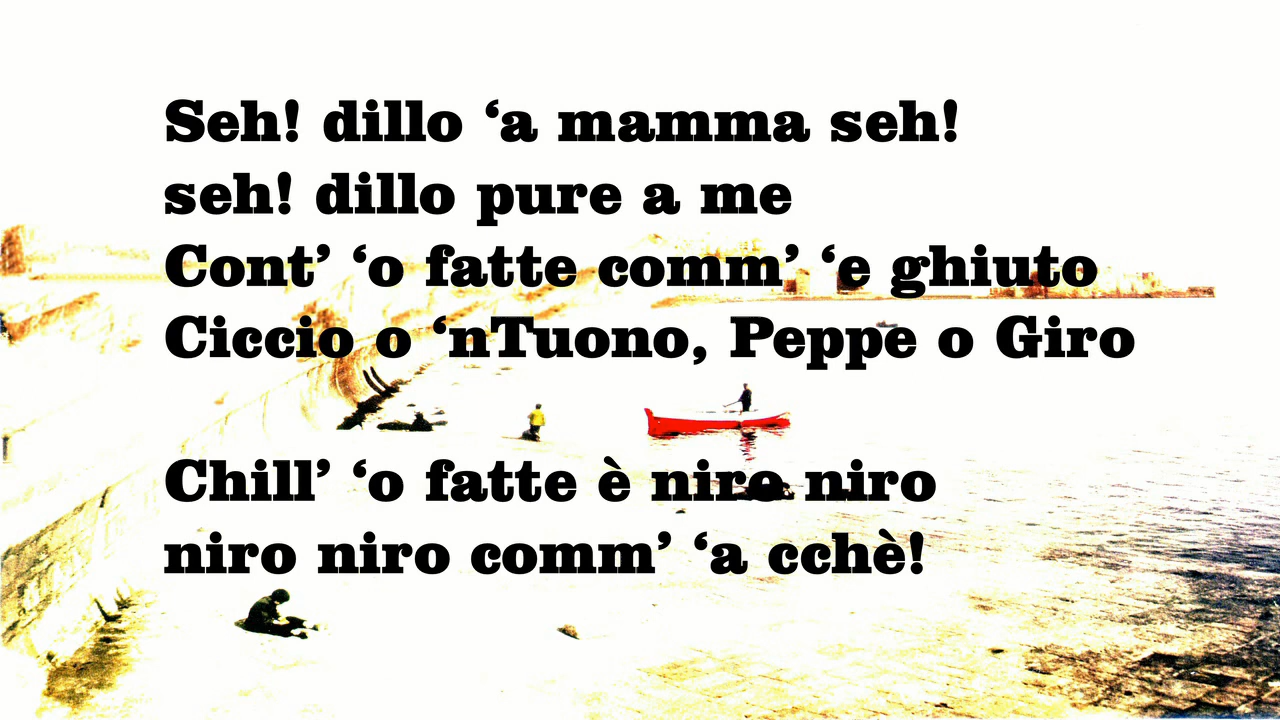 Seh! dillo ‘a mamma seh!
seh! dillo pure a me
Cont’ ‘o fatte comm’ ‘e ghiuto
Ciccio o ‘nTuono, Peppe o Giro
Chill’ ‘o fatte è niro niro
niro niro comm’ ‘a cchè!